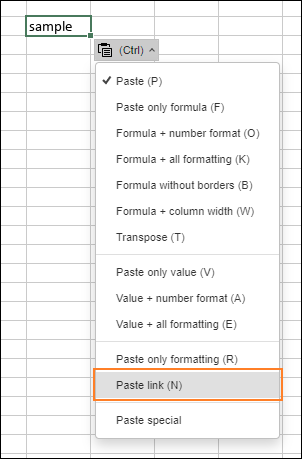 sample
(Ctrl)
Paste (P)
Paste only formula (F)
Formula + number format (O)
Formula + all formatting (K)
Formula without borders (B)
Formula + column width (W)
Transpose (T)
Paste only value (V)
Value + number format (A)
Value + all formatting (E)
Paste only formatting (R)
Paste link (N)
Paste special